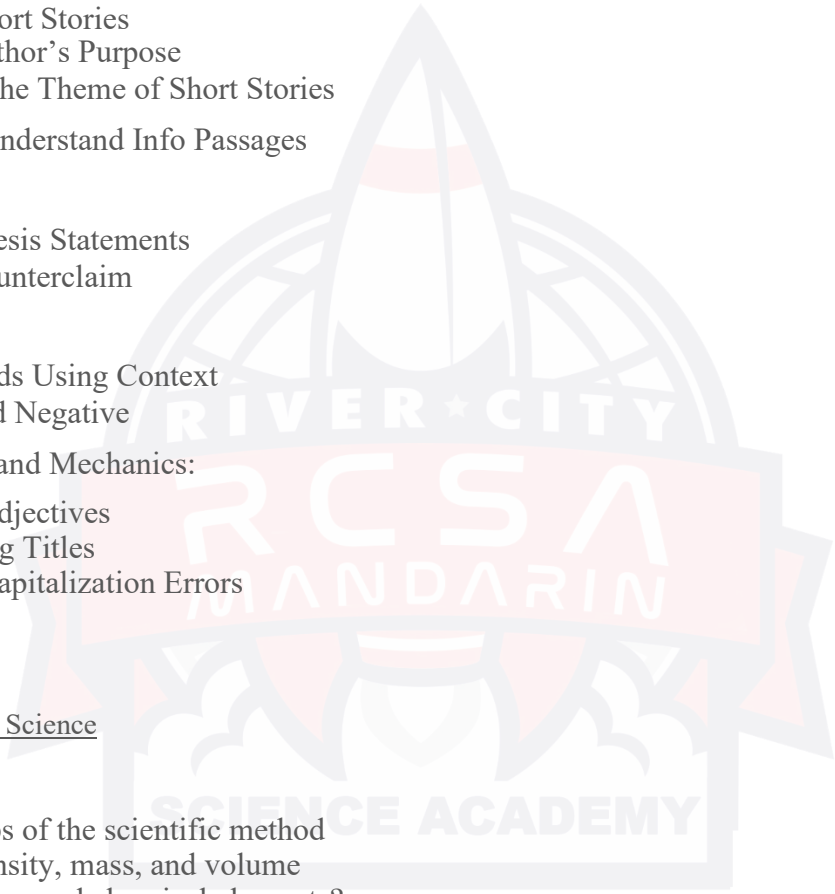 ort Stories
thor’s Purpose
he Theme of Short Stories
nderstand Info Passages
esis Statements
unterclaim
ds Using Context
d Negative
and Mechanics:
djectives
g Titles
apitalization Errors
RIVER CITY
RCSA
MANDARIN
Science
SCIENCE ACADEMY
s of the scientific method
nsity, mass, and volume